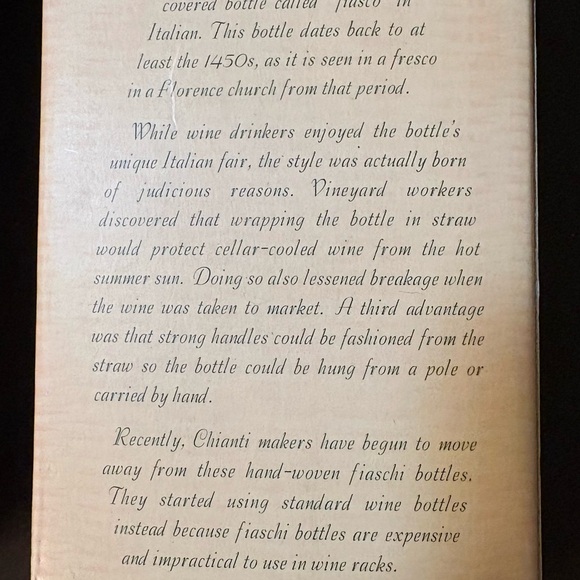 covered bottle called "fiasco" in
Italian. This bottle dates back to at
least the 1450s, as it is seen in a fresco
in a Florence church from that period.
While wine drinkers enjoyed the bottle's
unique Italian fair, the style was actually born
of judicious reasons. Vineyard workers
discovered that wrapping the bottle in straw
would protect cellar-cooled wine from the hot
summer sun. Doing so also lessened breakage when
the wine was taken to market. A third advantage
was that strong handles could be fashioned from the
straw so the bottle could be hung from a pole or
carried by hand.
Recently, Chianti makers have begun to move
away from these hand-woven fiaschi bottles.
They started using standard wine bottles
instead because fiaschi bottles are expensive
and impractical to use in wine racks.